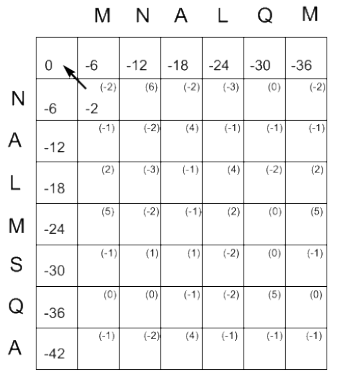 M N A L Q M
0 -6 -12 -18 -24 -30 -36
(-2) (6) (-2) (-3) (0) (-2)
N -6 -2
(-1) (-2) (4) (-1) (-1) (-1)
A -12
(2) (-3) (-1) (4) (-2) (2)
L -18
(5) (-2) (-1) (2) (0) (5)
M -24
(-1) (1) (1) (-2) (0) (-1)
S -30
(0) (0) (-1) (-2) (5) (0)
Q -36
(-1) (-2) (4) (-1) (-1) (-1)
A -42